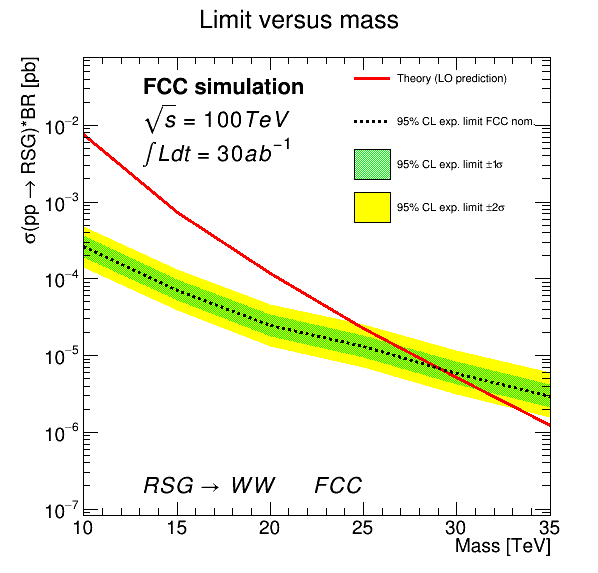 Limit versus mass
σ(pp → RSG)*BR [pb]
FCC simulation
√s = 100TeV
∫Ldt = 30ab⁻¹
Theory (LO prediction)
95% CL exp. limit FCC nom.
95% CL exp. limit ±1σ
95% CL exp. limit ±2σ
10⁻²
10⁻³
10⁻⁴
10⁻⁵
10⁻⁶
10⁻⁷
RSG → WW FCC
10 15 20 25 30 35
Mass [TeV]